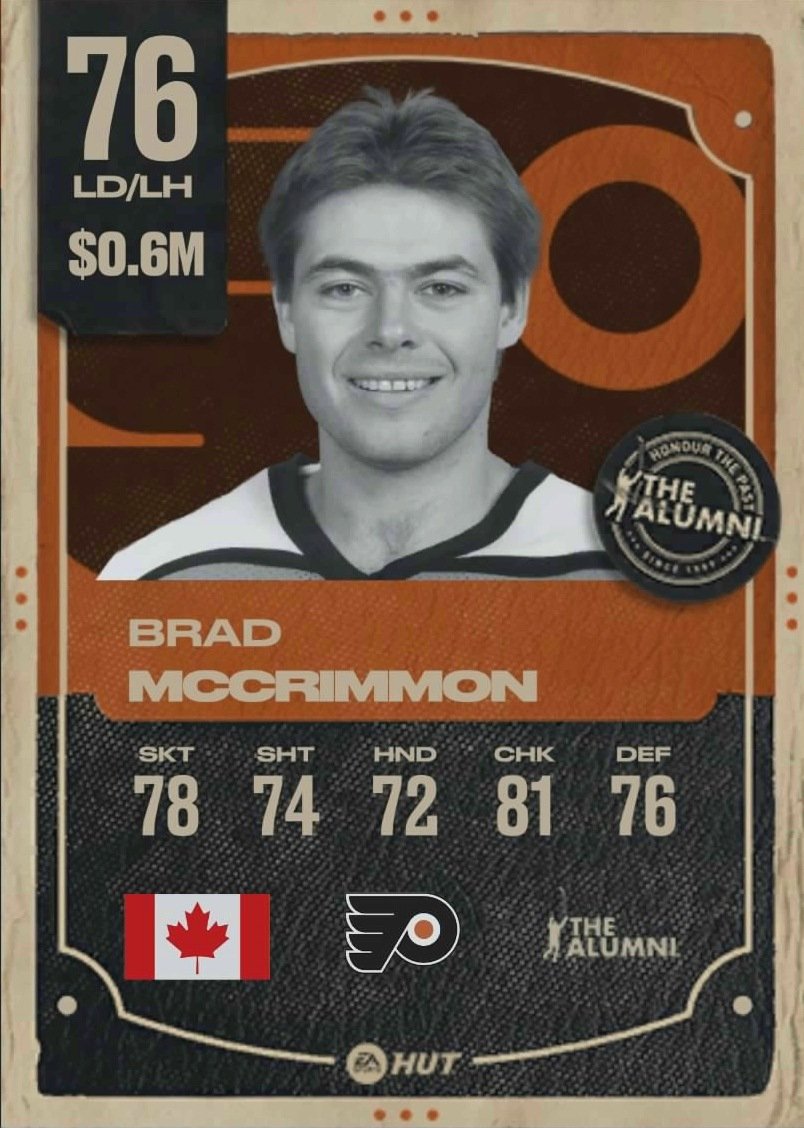 76
LD/LH
$0.6M
HONOUR THE PAST
THE
ALUMNI
BRAD
MCCRIMMON
SKT SHT HND CHK DEF
78 74 72 81 76
THE
ALUMNI
EA
HUT